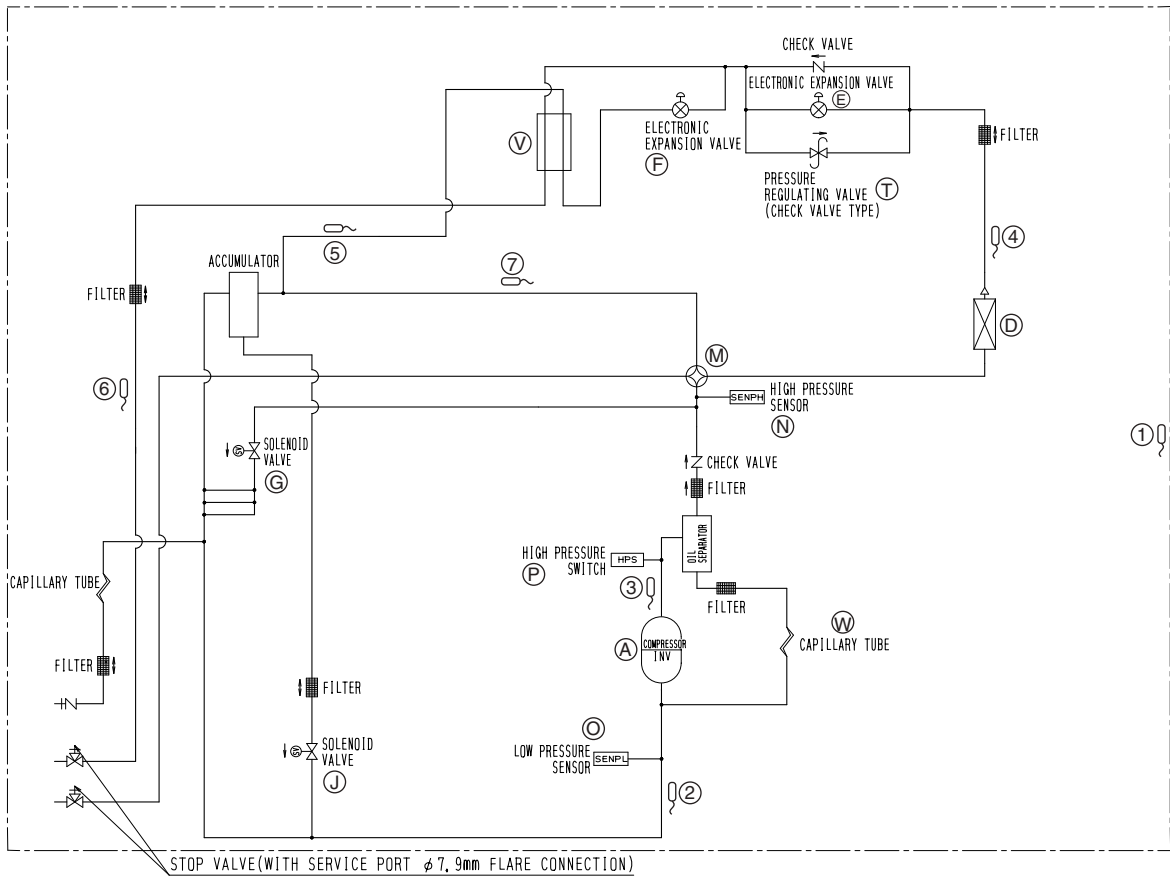 CHECK VALVE
ELECTRONIC EXPANSION VALVE
E
ELECTRONIC
EXPANSION VALVE
F
FILTER
V
PRESSURE
REGULATING VALVE
(CHECK VALVE TYPE)
T
5
4
ACCUMULATOR
7
FILTER
D
M
6
SENPH
HIGH PRESSURE
SENSOR
N
1
SOLENOID
VALVE
G
CHECK VALVE
FILTER
OIL
SEPARATOR
HIGH PRESSURE
SWITCH
P
HPS
CAPILLARY TUBE
3
FILTER
W
CAPILLARY TUBE
A
COMPRESSOR
INV
FILTER
FILTER
O
SOLENOID
VALVE
J
LOW PRESSURE
SENSOR
SENPL
2
STOP VALVE(WITH SERVICE PORT φ7.9mm FLARE CONNECTION)